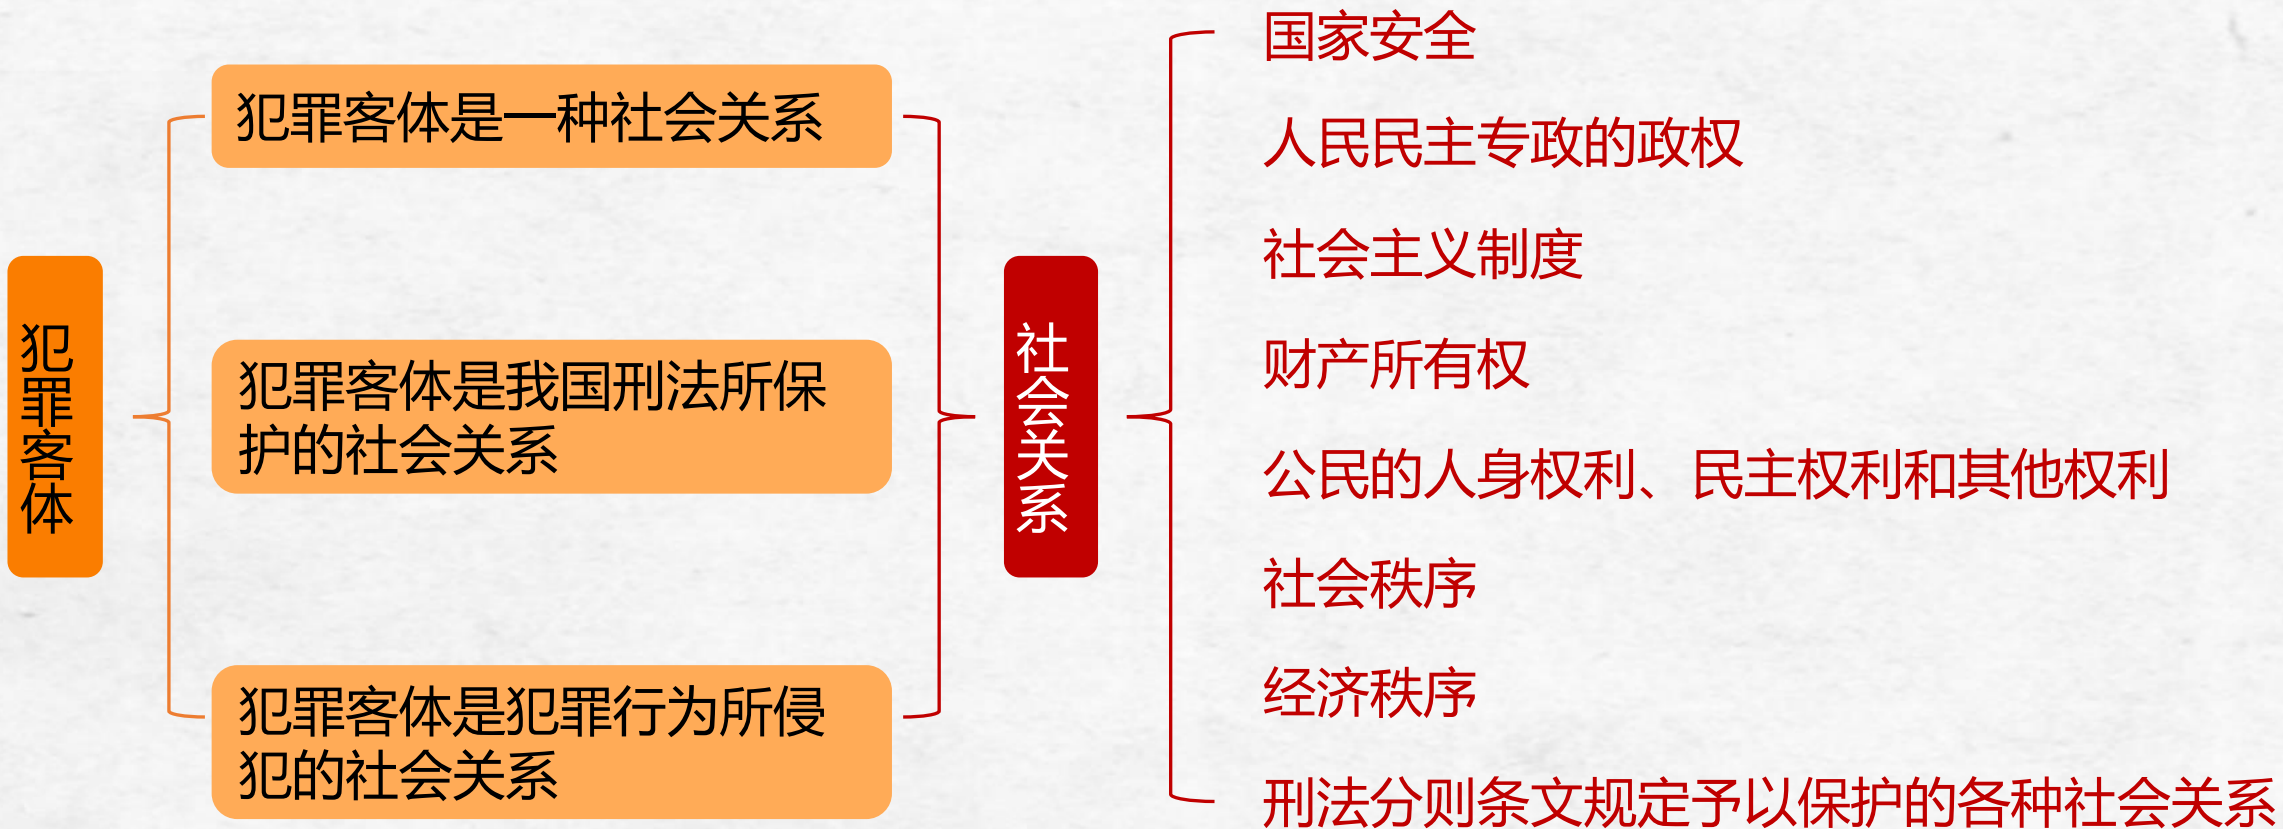 犯罪客体
犯罪客体是一种社会关系
犯罪客体是我国刑法所保
护的社会关系
犯罪客体是犯罪行为所侵
犯的社会关系
社会关系
国家安全
人民民主专政的政权
社会主义制度
财产所有权
公民的人身权利、民主权利和其他权利
社会秩序
经济秩序
刑法分则条文规定予以保护的各种社会关系